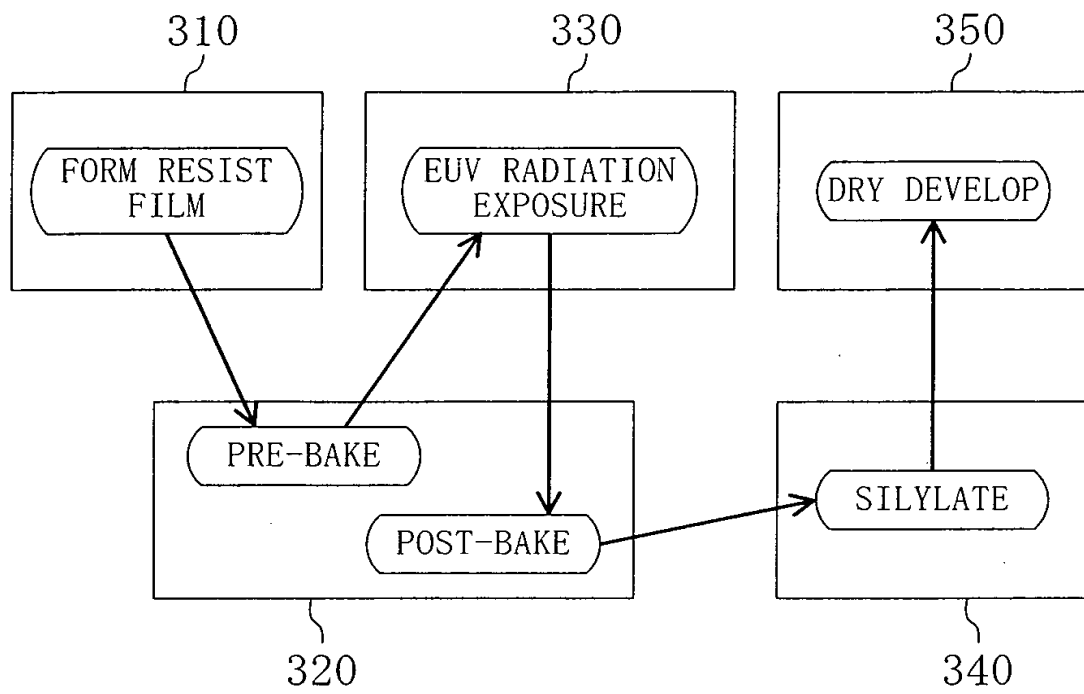 310
330
350
FORM RESIST
FILM
EUV RADIATION
EXPOSURE
DRY DEVELOP
PRE-BAKE
POST-BAKE
SILYLATE
320
340